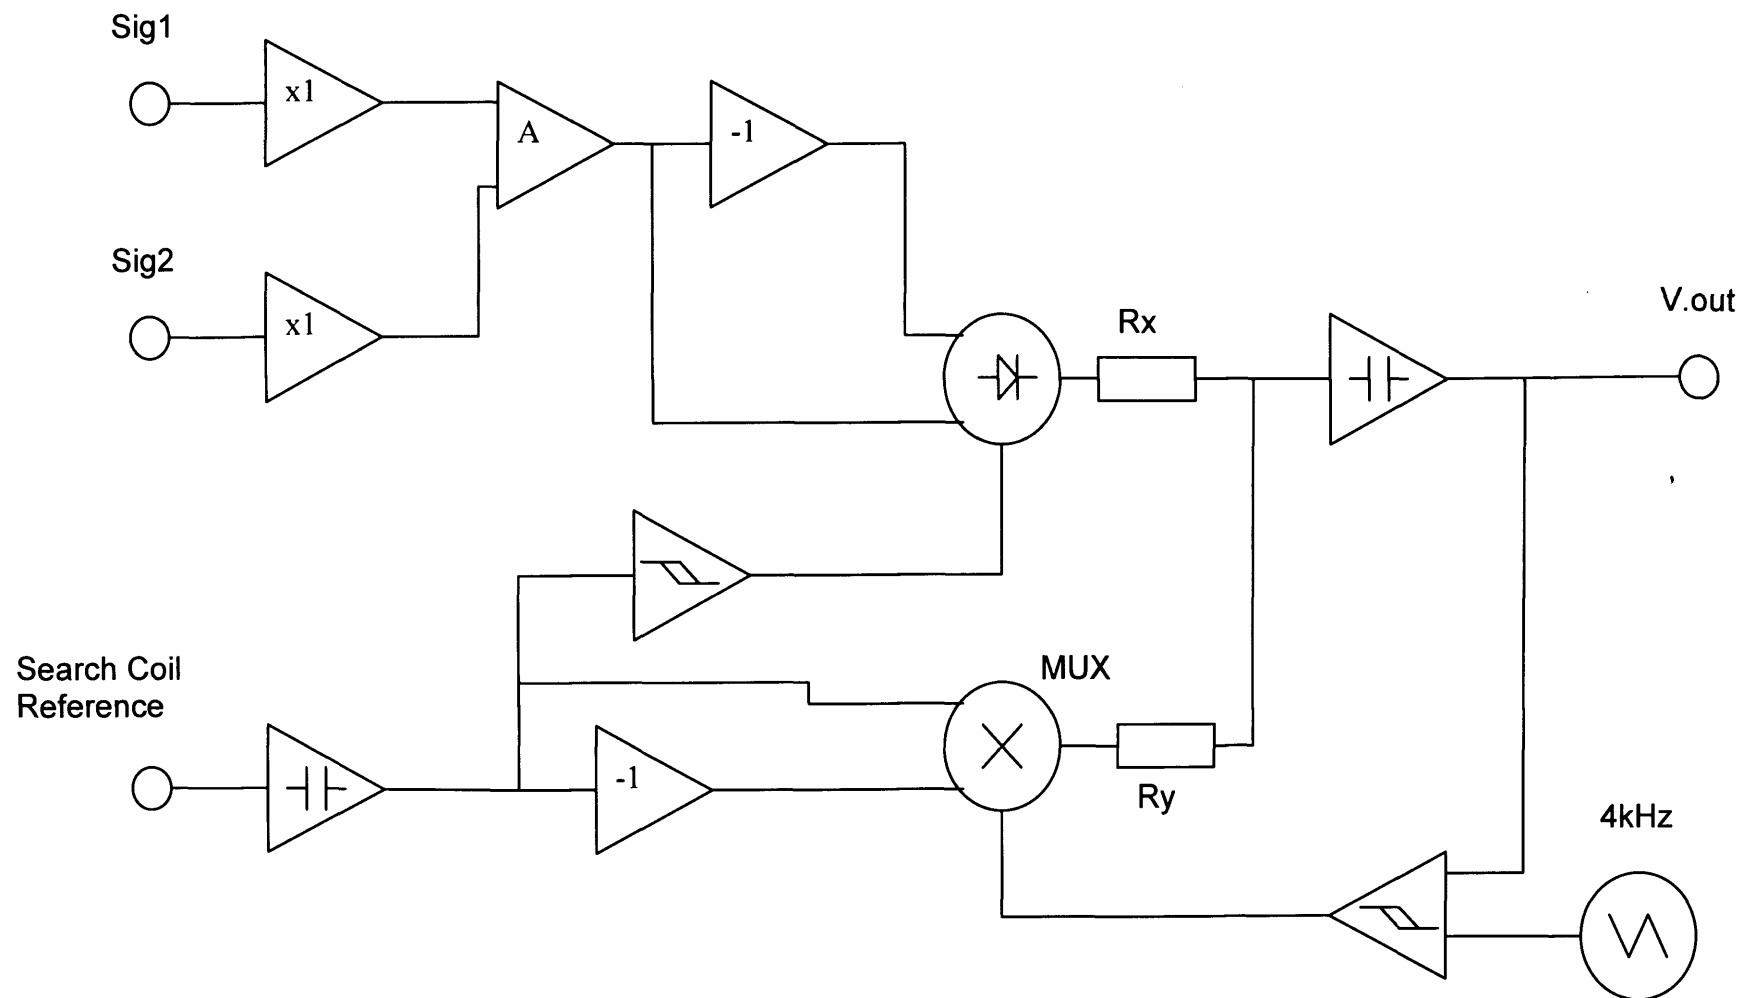 Sig1
x1
A
-1
Sig2
x1
Rx
V.out
Search Coil
Reference
MUX
-1
Ry
4kHz